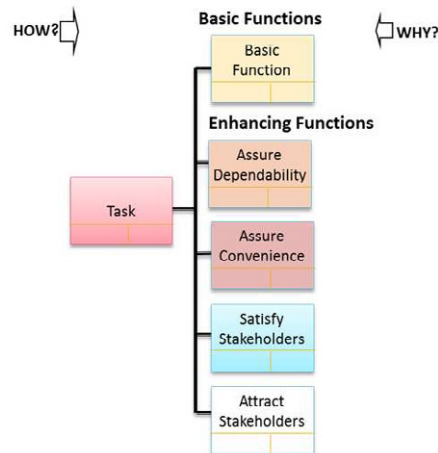 HOW?
Basic Functions
WHY?
Basic
Function
Enhancing Functions
Assure
Dependability
Task
Assure
Convenience
Satisfy
Stakeholders
Attract
Stakeholders